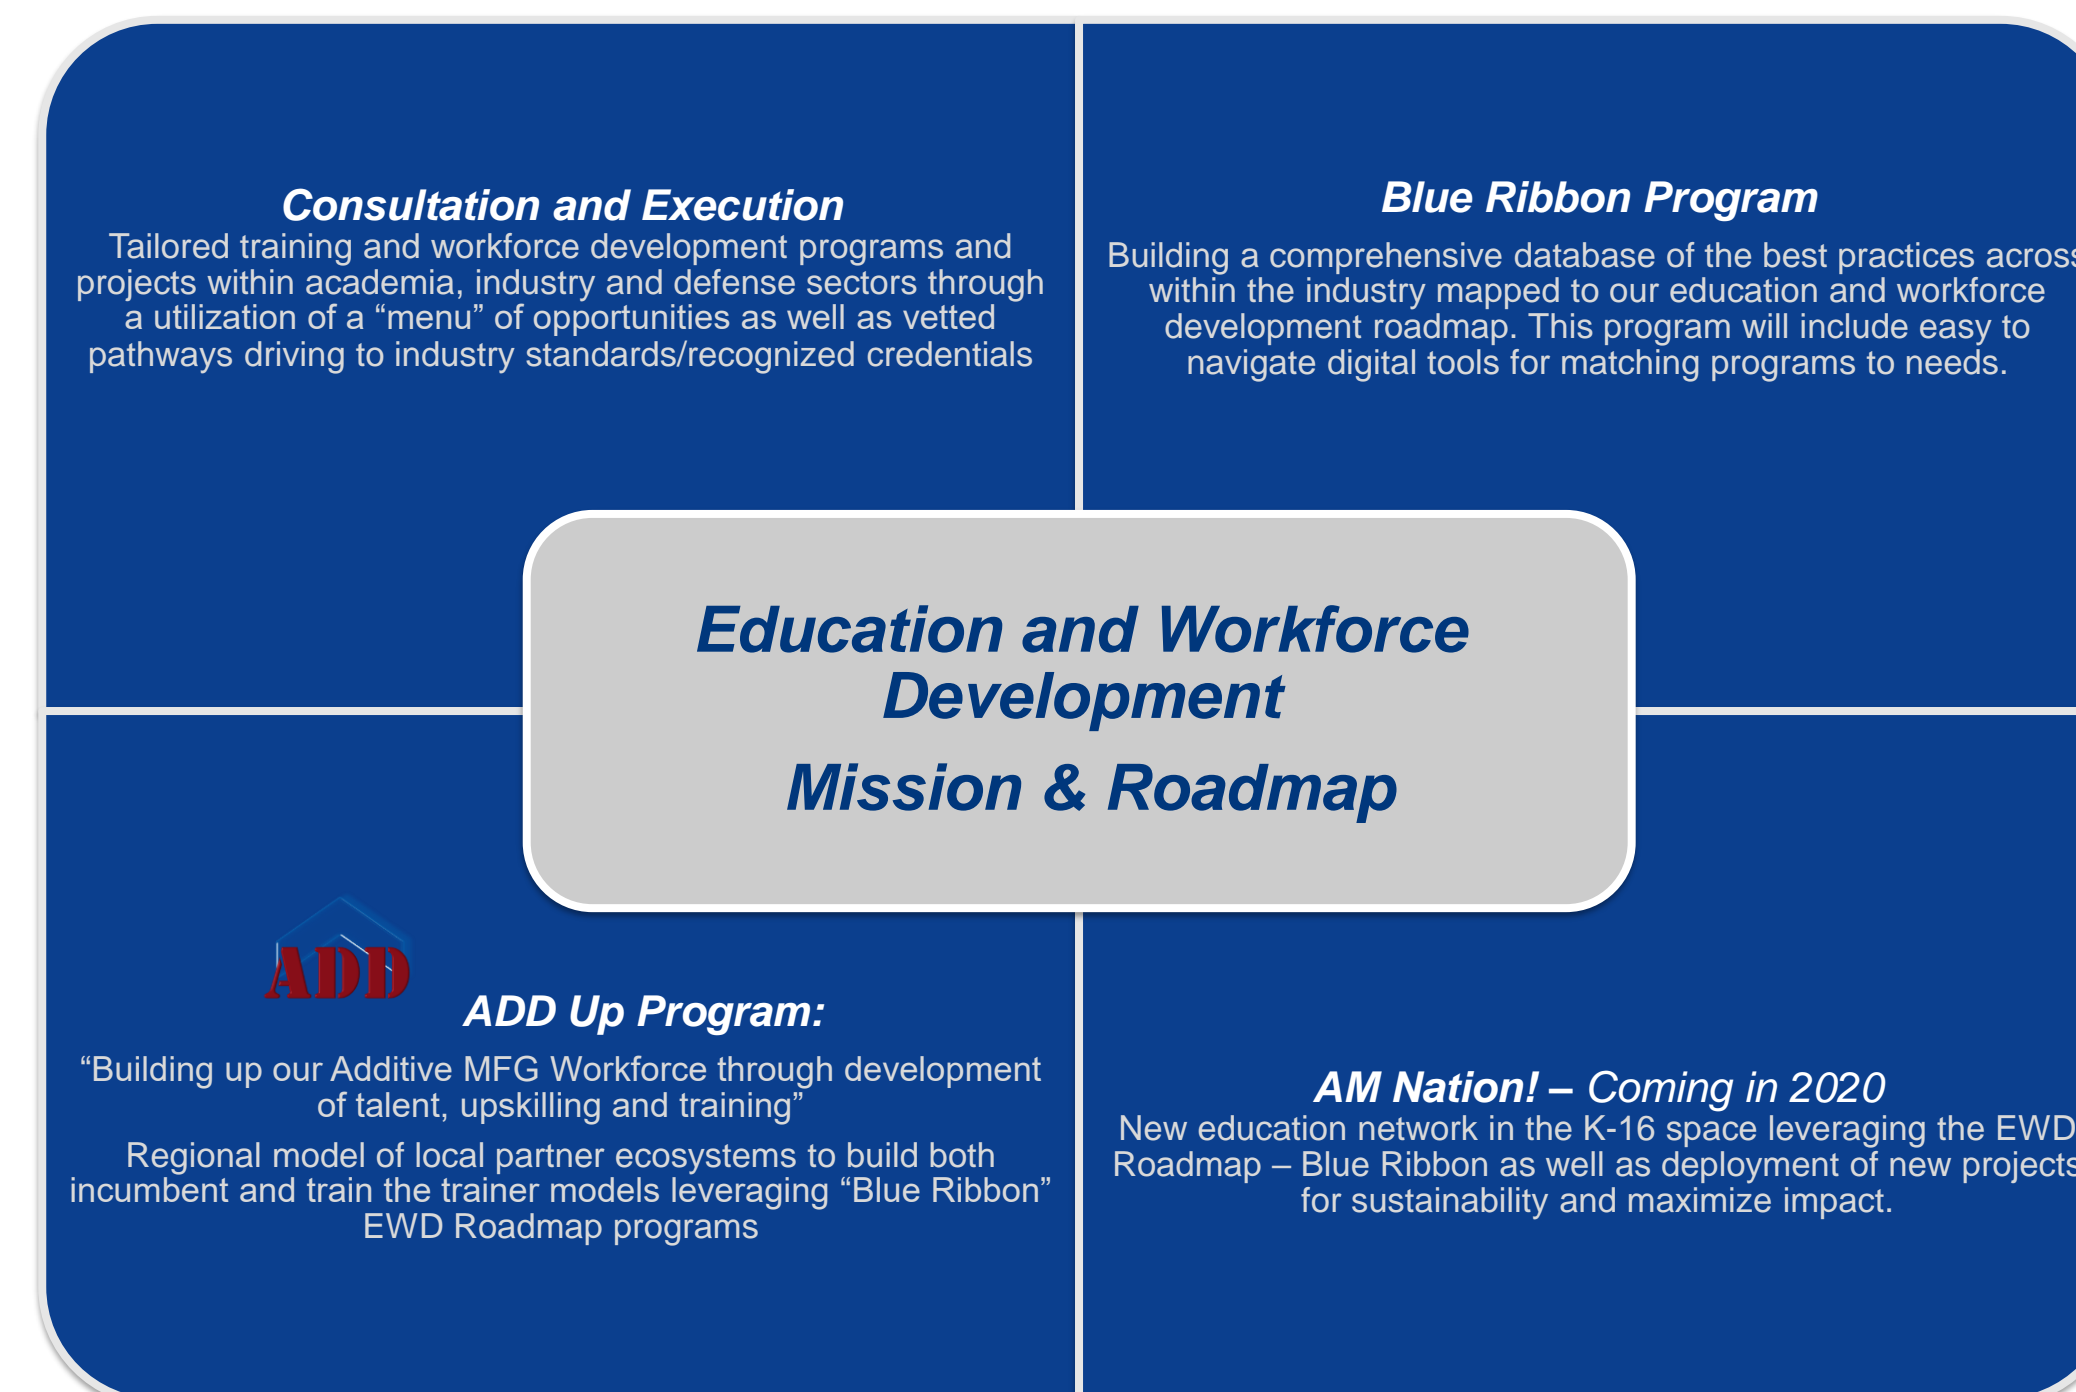 Consultation and Execution
Tailored training and workforce development programs and
projects within academia, industry and defense sectors through
a utilization of a “menu” of opportunities as well as vetted
pathways driving to industry standards/recognized credentials
Blue Ribbon Program
Building a comprehensive database of the best practices across
within the industry mapped to our education and workforce
development roadmap. This program will include easy to
navigate digital tools for matching programs to needs.
Education and Workforce
Development
Mission & Roadmap
ADD
ADD Up Program:
“Building up our Additive MFG Workforce through development
of talent, upskilling and training”
Regional model of local partner ecosystems to build both
incumbent and train the trainer models leveraging “Blue Ribbon”
EWD Roadmap programs
AM Nation! – Coming in 2020
New education network in the K-16 space leveraging the EWD
Roadmap – Blue Ribbon as well as deployment of new projects
for sustainability and maximize impact.